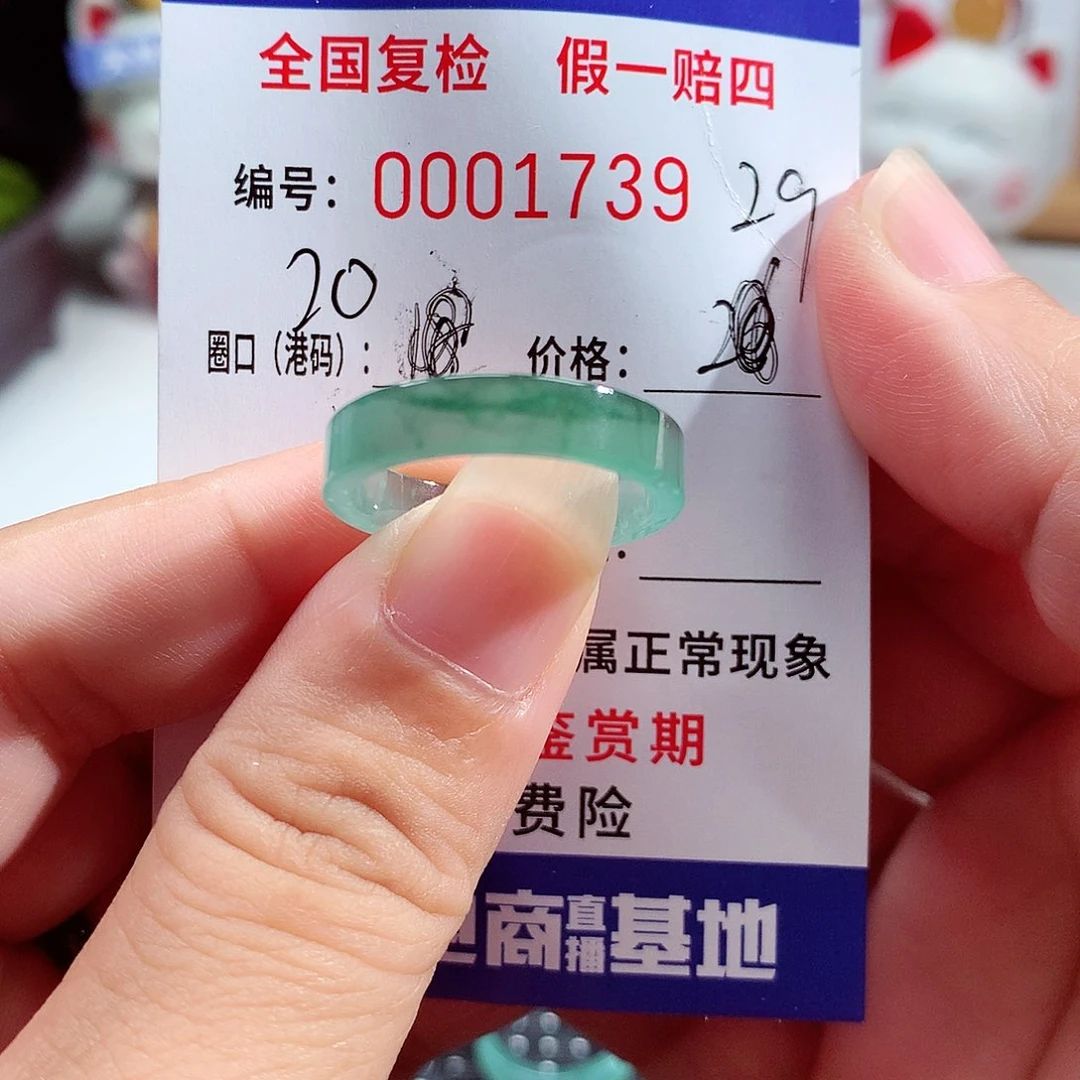 全国复检 假一赔四
编号：0001739 29
20
圈口（港码）： 价格：
属正常现象
鉴赏期
费险
商直播基地